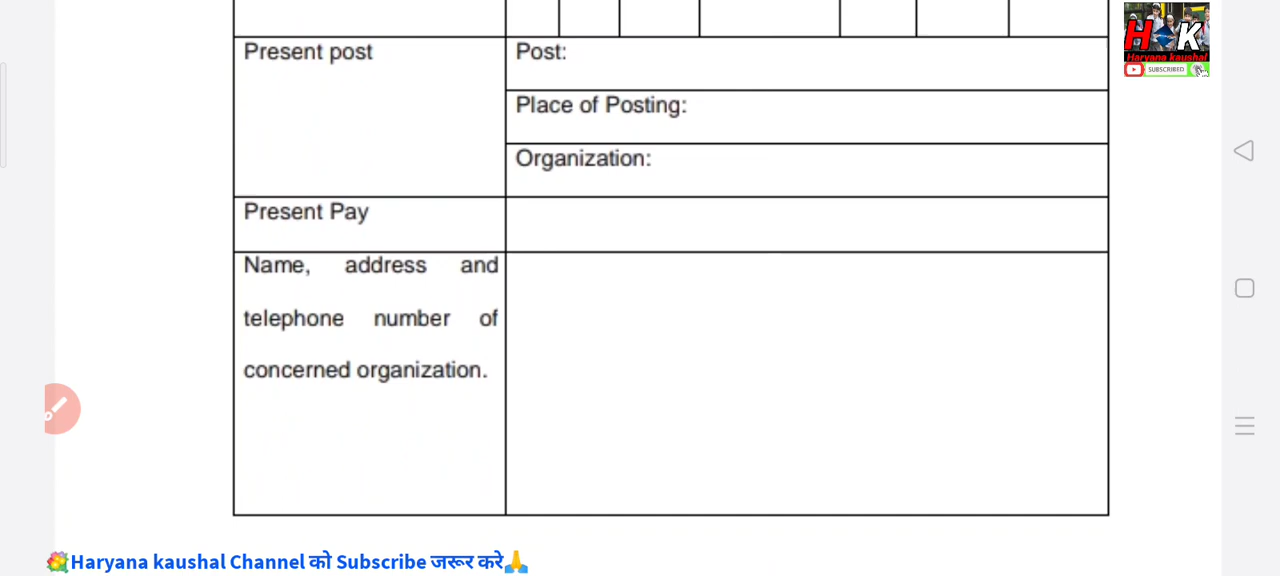 H K
Haryana kaushal
SUBSCRIBED
Present post
Post:
Place of Posting:
Organization:
Present Pay
Name, address and
telephone number of
concerned organization.
Haryana kaushal Channel को Subscribe जरूर करे